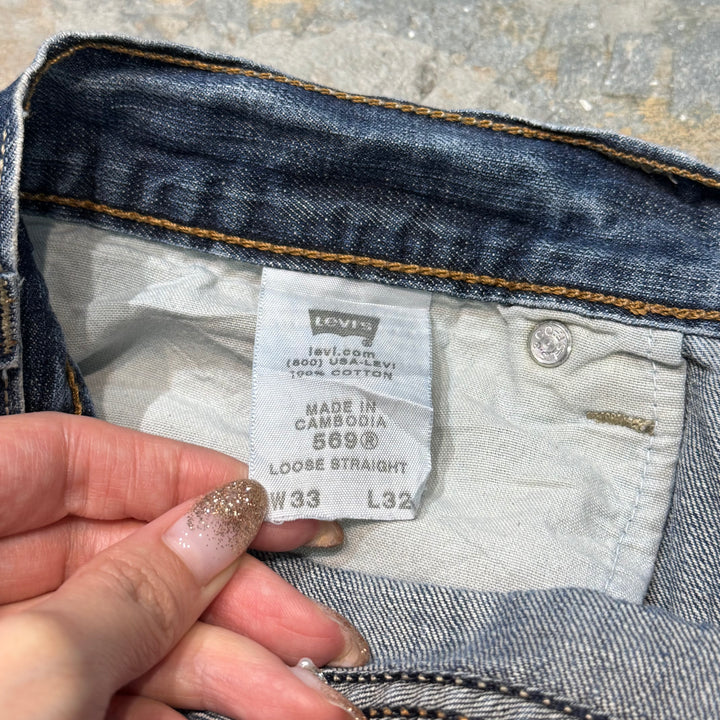 LEVI'S
levi.com
(800) USA-LEVI
100% COTTON
MADE IN
CAMBODIA
569®
LOOSE STRAIGHT
W33 L32